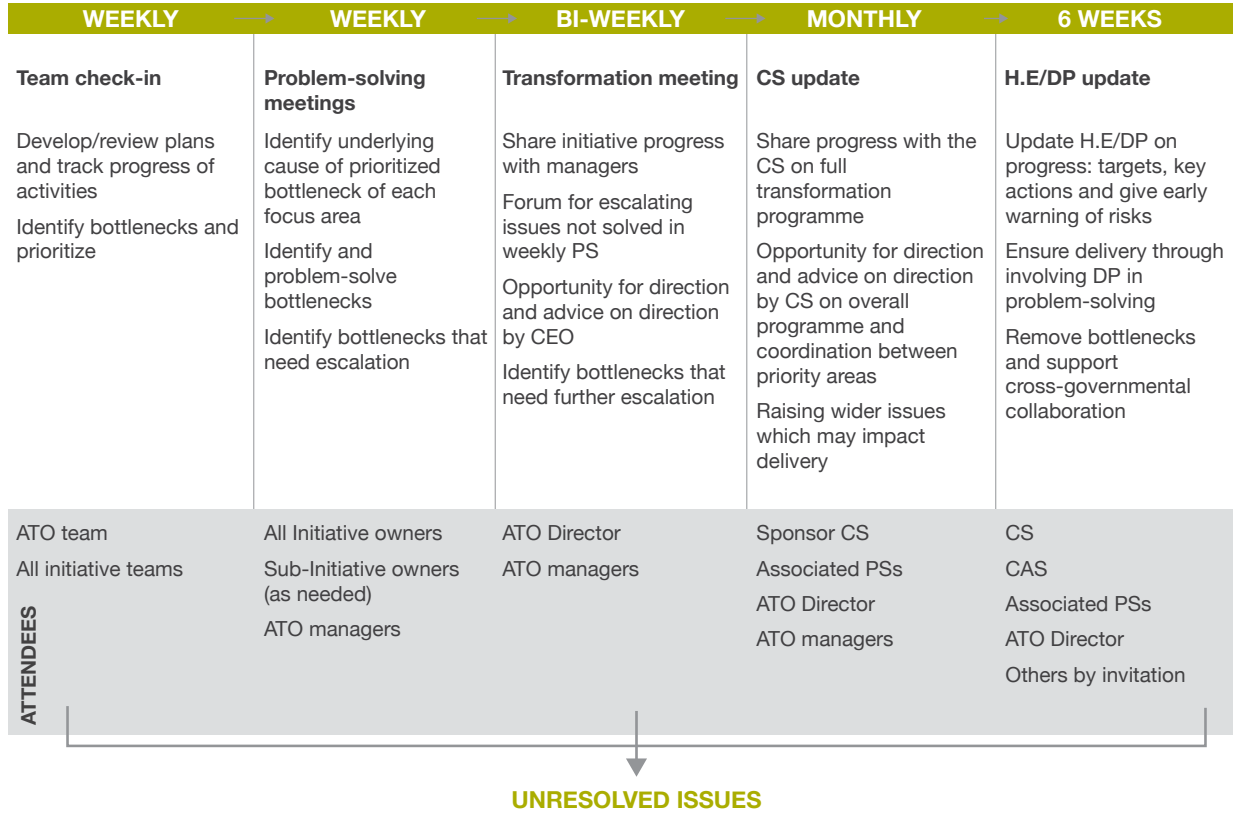 WEEKLY
WEEKLY
BI-WEEKLY
MONTHLY
6 WEEKS
Team check-in
Develop/review plans
and track progress of
activities
Identify bottlenecks and
prioritize
Problem-solving
meetings
Identify underlying
cause of prioritized
bottleneck of each
focus area
Identify and
problem-solve
bottlenecks
Identify bottlenecks that
need escalation
Transformation meeting
Share initiative progress
with managers
Forum for escalating
issues not solved in
weekly PS
Opportunity for direction
and advice on direction
by CEO
Identify bottlenecks that
need further escalation
CS update
Share progress with the
CS on full
transformation
programme
Opportunity for direction
and advice on direction
by CS on overall
programme and
coordination between
priority areas
Raising wider issues
which may impact
delivery
H.E/DP update
Update H.E/DP on
progress: targets, key
actions and give early
warning of risks
Ensure delivery through
involving DP in
problem-solving
Remove bottlenecks
and support
cross-governmental
collaboration
ATTENDEES
ATO team
All initiative teams
All Initiative owners
Sub-Initiative owners
(as needed)
ATO managers
ATO Director
ATO managers
Sponsor CS
Associated PSs
ATO Director
ATO managers
CS
CAS
Associated PSs
ATO Director
Others by invitation
UNRESOLVED ISSUES